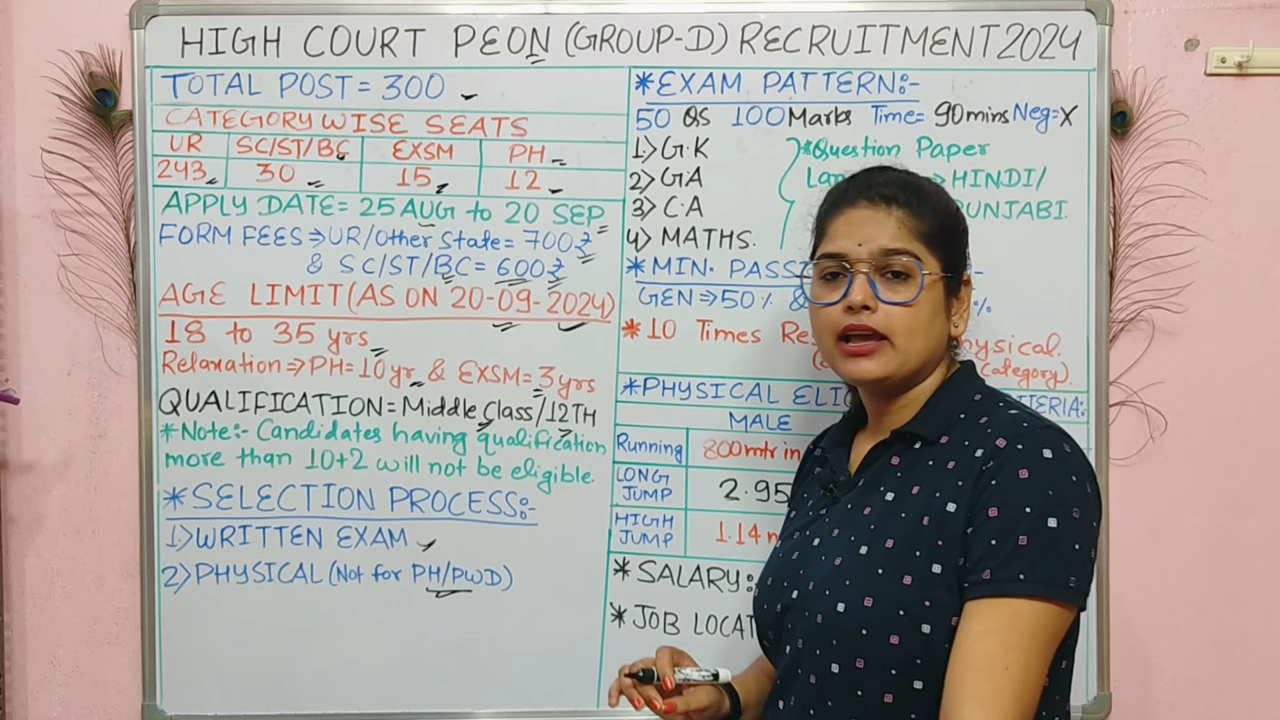 HIGH COURT PEON (GROUP-D) RECRUITMENT 2024
TOTAL POST = 300
CATEGORY WISE SEATS
UR SC/ST/BC EXSM PH
243 30 15 12
APPLY DATE = 25 AUG to 20 SEP
FORM FEES ⇒ UR/Other State = 700₹
& SC/ST/BC = 600₹
AGE LIMIT (AS ON 20-09-2024)
18 to 35 yrs
Relaxation ⇒ PH = 10 yr & EXSM = 3 yrs
QUALIFICATION = Middle Class/12TH
*Note:- Candidates having qualification
more than 10+2 will not be eligible.
*SELECTION PROCESS:-
1) WRITTEN EXAM
2) PHYSICAL (Not for PH/PWD)
*EXAM PATTERN:-
50 QS 100 Marks Time = 90 mins Neg = X
1) G.K
2) GA
3) C.A
4) MATHS.
*Question Paper
HINDI/
PUNJABI.
*MIN. PASS
GEN ⇒ 50% & %
*10 Times
Category).
*PHYSICAL
MALE
Running 800 mtr in
LONG JUMP 2.95
HIGH JUMP 1.14
*SALARY:
*JOB